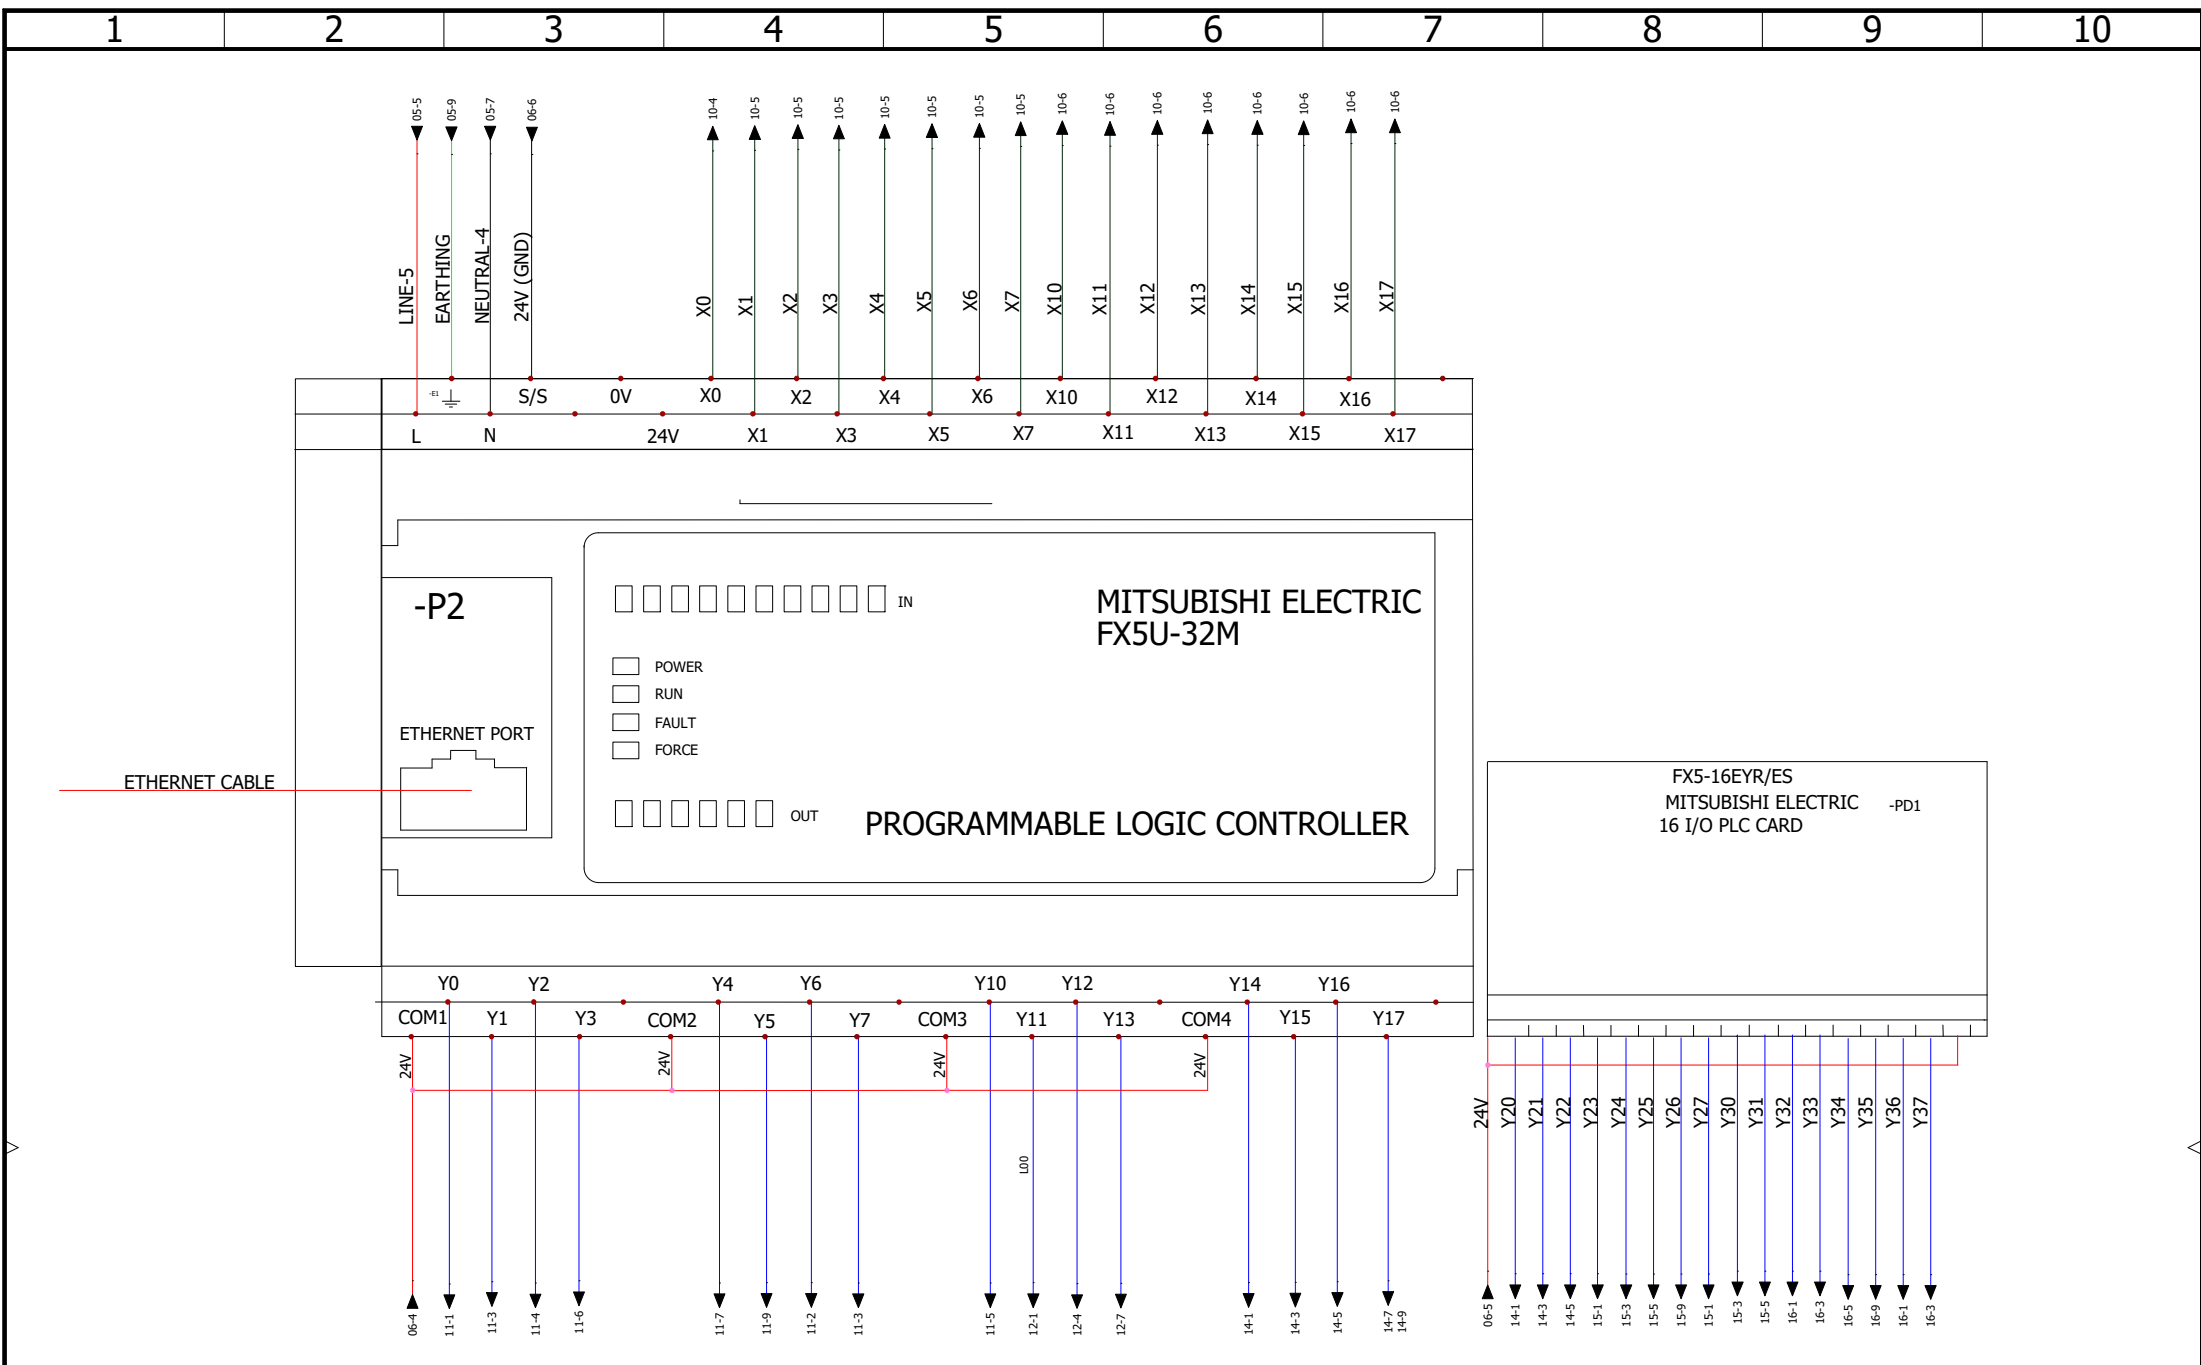 1 2 3 4 5 6 7 8 9 10
05-5 05-9 05-7 06-6 10-4 10-5 10-5 10-5 10-5 10-5 10-5 10-5 10-6 10-6 10-6 10-6 10-6 10-6 10-6 10-6
LINE-5 EARTHING NEUTRAL-4 24V (GND) X0 X1 X2 X3 X4 X5 X6 X7 X10 X11 X12 X13 X14 X15 X16 X17
-E1 S/S 0V X0 X2 X4 X6 X10 X12 X14 X16
L N 24V X1 X3 X5 X7 X11 X13 X15 X17
-P2
IN
MITSUBISHI ELECTRIC
FX5U-32M
POWER
RUN
FAULT
FORCE
ETHERNET PORT
ETHERNET CABLE
OUT
PROGRAMMABLE LOGIC CONTROLLER
FX5-16EYR/ES
MITSUBISHI ELECTRIC -PD1
16 I/O PLC CARD
Y0 Y2 Y4 Y6 Y10 Y12 Y14 Y16
COM1 Y1 Y3 COM2 Y5 Y7 COM3 Y11 Y13 COM4 Y15 Y17
24V 24V 24V 24V
24V Y20 Y21 Y22 Y23 Y24 Y25 Y26 Y27 Y30 Y31 Y32 Y33 Y34 Y35 Y36 Y37
L00
06-4 11-1 11-3 11-4 11-6 11-7 11-9 11-2 11-3 11-5 12-1 12-4 12-7 14-1 14-3 14-5 14-7
14-9
06-5 14-1 14-3 14-5 15-1 15-3 15-5 15-9 15-1 15-3 15-5 16-1 16-3 16-5 16-9 16-1 16-3